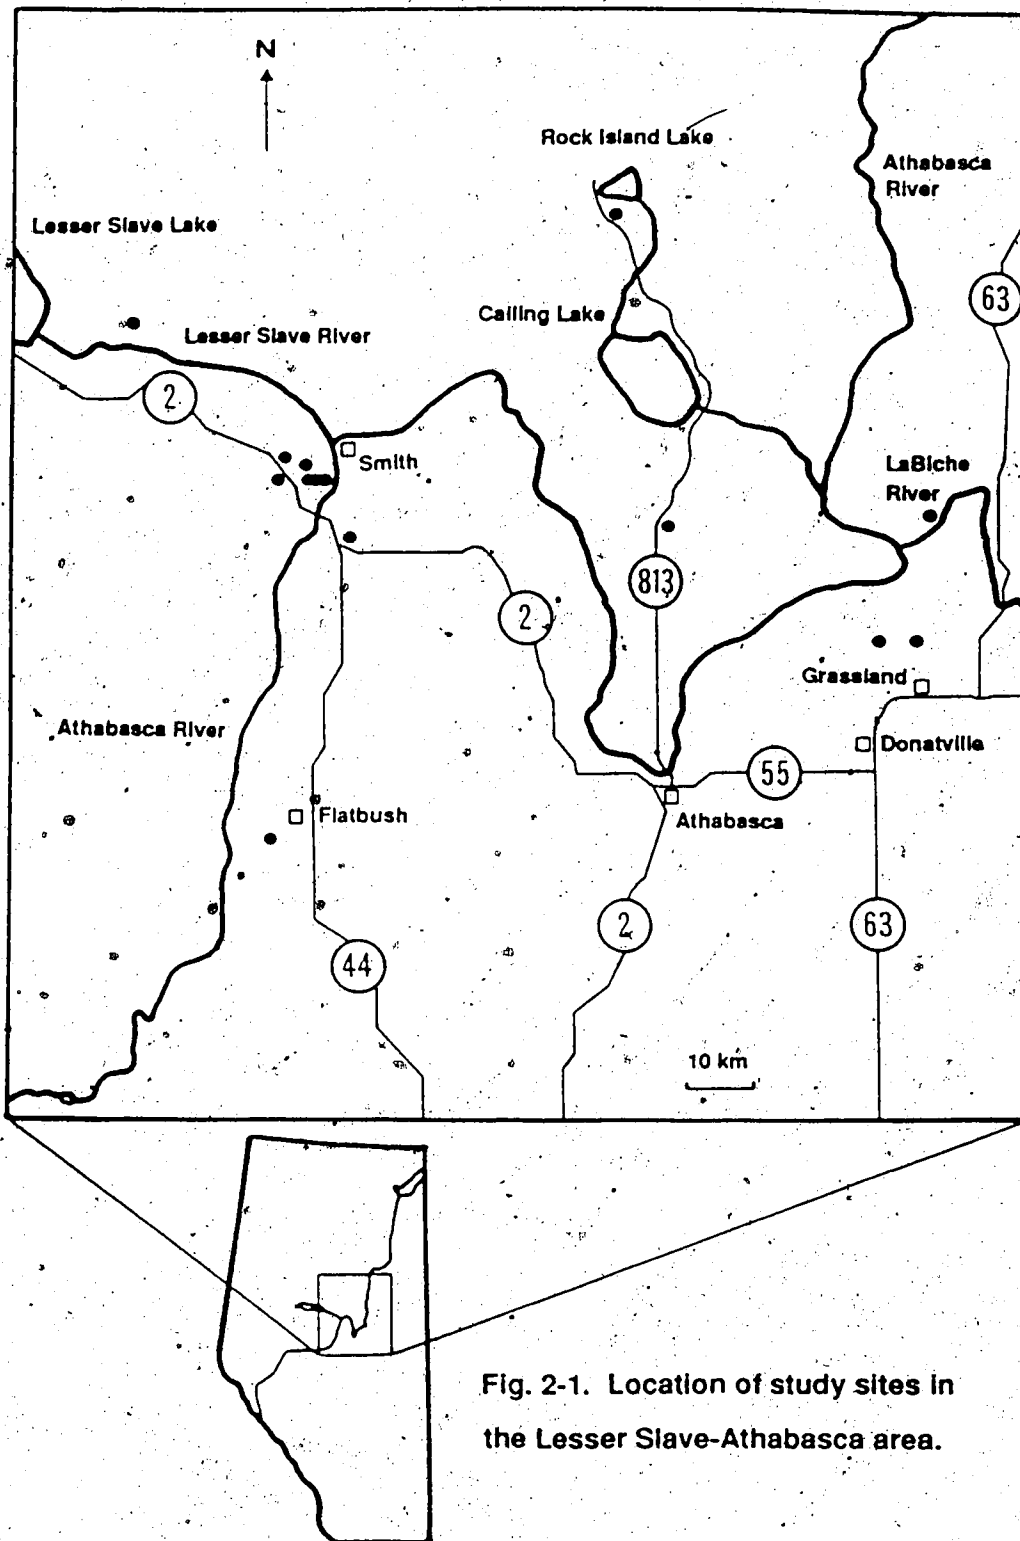 N
Rock Island Lake
Athabasca
River
Lesser Slave Lake
63
Calling Lake
Lesser Slave River
2
Smith
LaBiche
River
813
2
Grassland
Athabasca River
Donatville
55
Flatbush
Athabasca
2
63
44
10 km
Fig. 2-1. Location of study sites in
the Lesser Slave-Athabasca area.